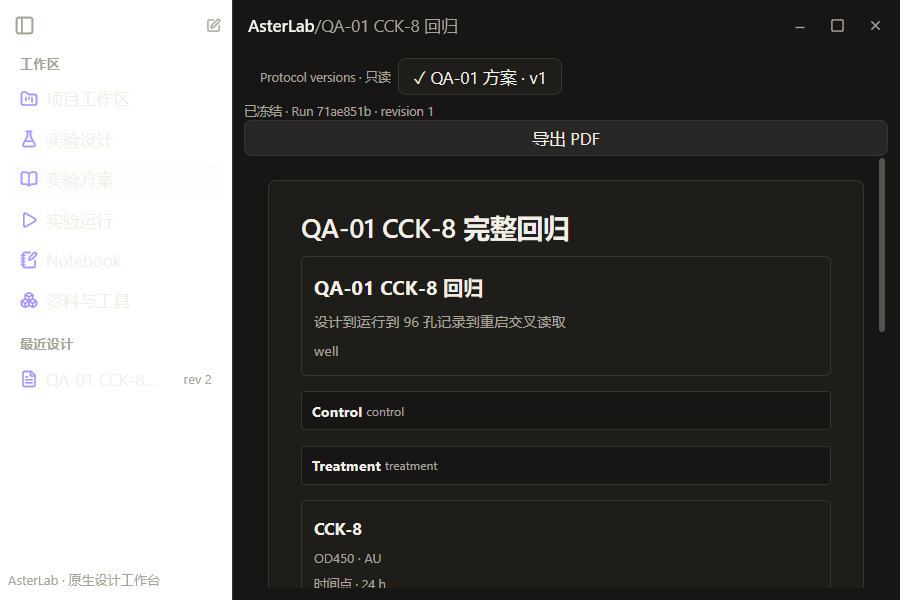 AsterLab/QA-01 CCK-8 回归
工作区
项目工作区
实验设计
实验方案
实验运行
Notebook
资料与工具
最近设计
QA-01 CCK-8... rev 2
AsterLab · 原生设计工作台
Protocol versions · 只读 ✓ QA-01 方案 · v1
已冻结 · Run 71ae851b · revision 1
导出 PDF
QA-01 CCK-8 完整回归
QA-01 CCK-8 回归
设计到运行到 96 孔记录到重启交叉读取
well
Control control
Treatment treatment
CCK-8
OD450 · AU
时间点 · 24 h